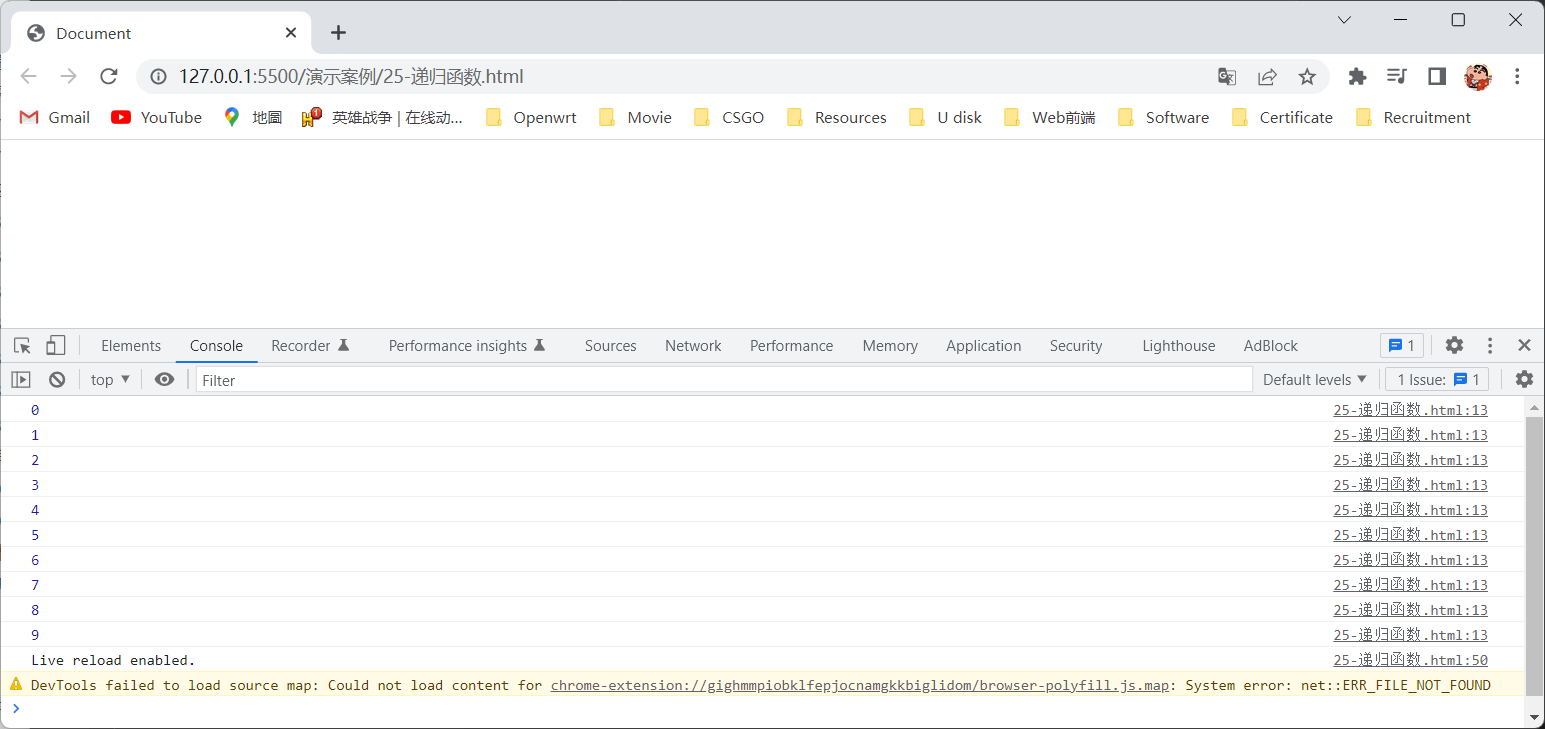 Document
127.0.0.1:5500/演示案例/25-递归函数.html
Gmail YouTube 地圖 英雄战争 | 在线动... Openwrt Movie CSGO Resources U disk Web前端 Software Certificate Recruitment
Elements Console Recorder Performance insights Sources Network Performance Memory Application Security Lighthouse AdBlock 1
top Filter Default levels 1 Issue: 1
0 25-递归函数.html:13
1 25-递归函数.html:13
2 25-递归函数.html:13
3 25-递归函数.html:13
4 25-递归函数.html:13
5 25-递归函数.html:13
6 25-递归函数.html:13
7 25-递归函数.html:13
8 25-递归函数.html:13
9 25-递归函数.html:13
Live reload enabled. 25-递归函数.html:50
DevTools failed to load source map: Could not load content for chrome-extension://gighmmpiobklfepjocnamgkkbiglidom/browser-polyfill.js.map: System error: net::ERR_FILE_NOT_FOUND